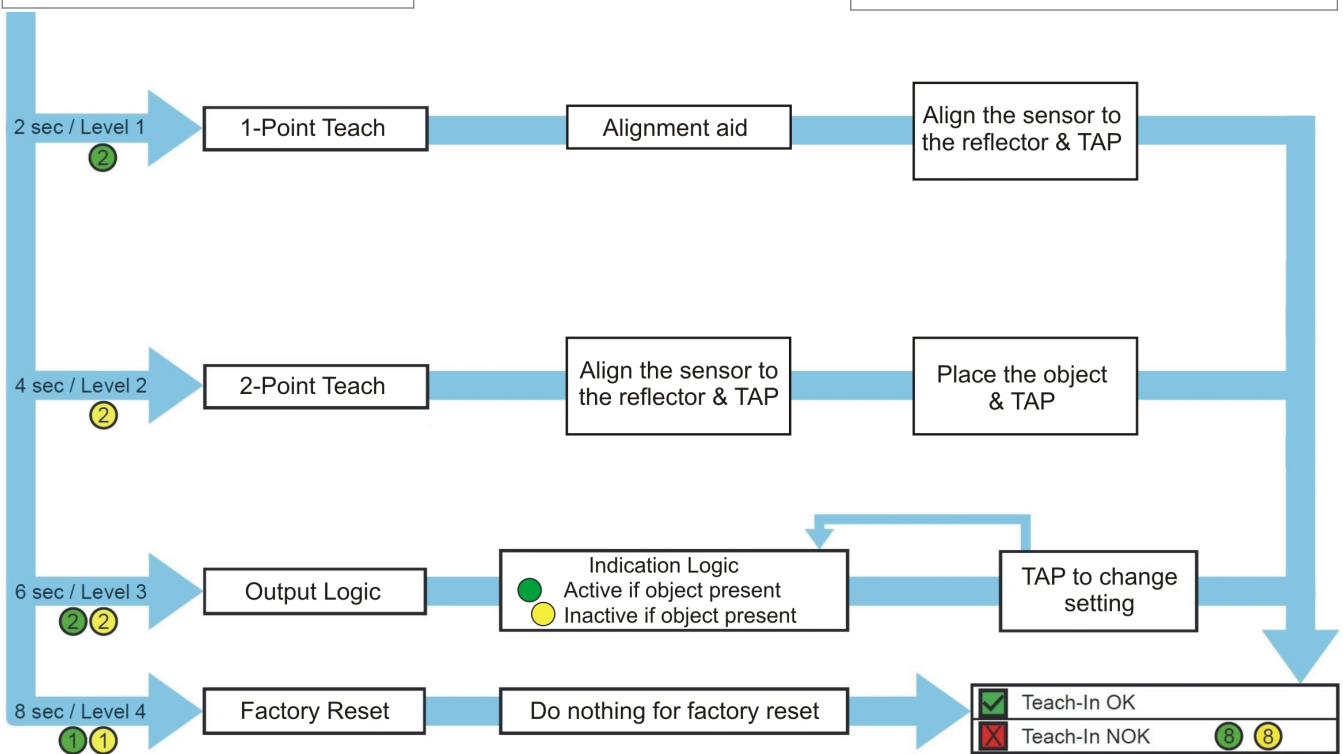 2 sec / Level 1
2
1-Point Teach
Alignment aid
Align the sensor to
the reflector & TAP
4 sec / Level 2
2
2-Point Teach
Align the sensor to
the reflector & TAP
Place the object
& TAP
6 sec / Level 3
2 2
Output Logic
Indication Logic
Active if object present
Inactive if object present
TAP to change
setting
8 sec / Level 4
1 1
Factory Reset
Do nothing for factory reset
Teach-In OK
Teach-In NOK 8 8